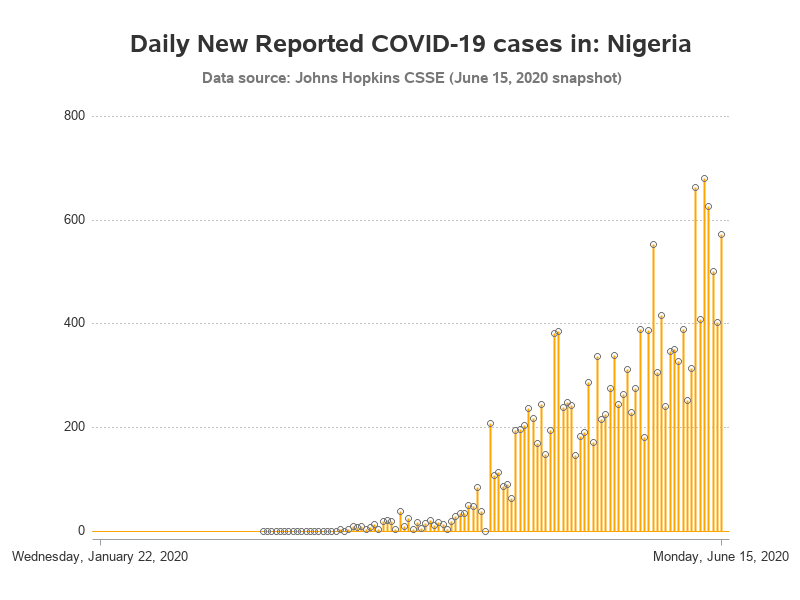 Daily New Reported COVID-19 cases in: Nigeria
Data source: Johns Hopkins CSSE (June 15, 2020 snapshot)
800
600
400
200
0
Wednesday, January 22, 2020
Monday, June 15, 2020